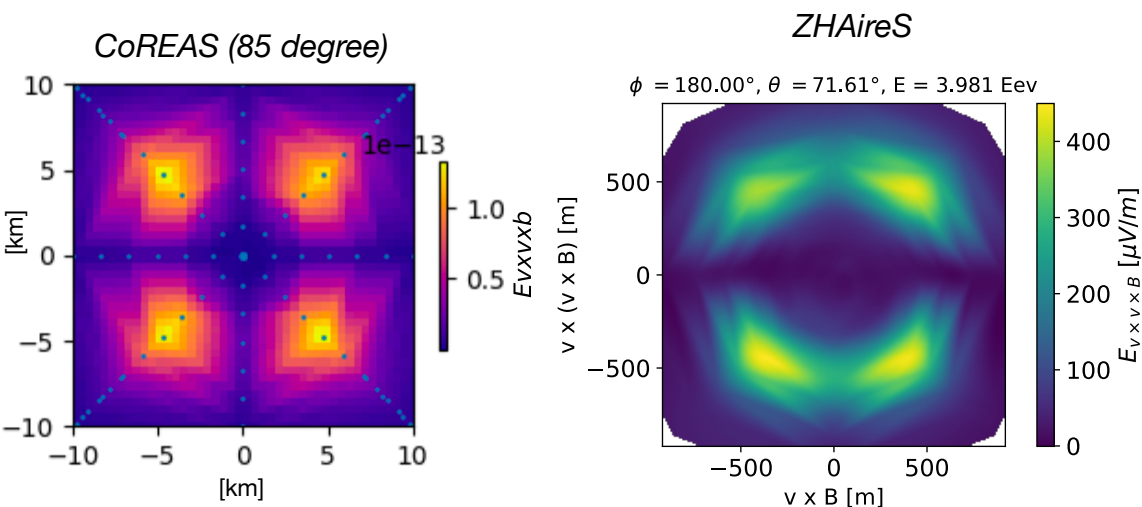 CoREAS (85 degree)
10
5
0
−5
−10
[km]
−10 −5 0 5 10
[km]
1e−13
1.0
0.5
Evxvxb
ZHAireS
ϕ = 180.00°, θ = 71.61°, E = 3.981 Eev
500
0
−500
v x (v x B) [m]
−500 0 500
v x B [m]
400
300
200
100
0
E_{v x v x B} [μV/m]